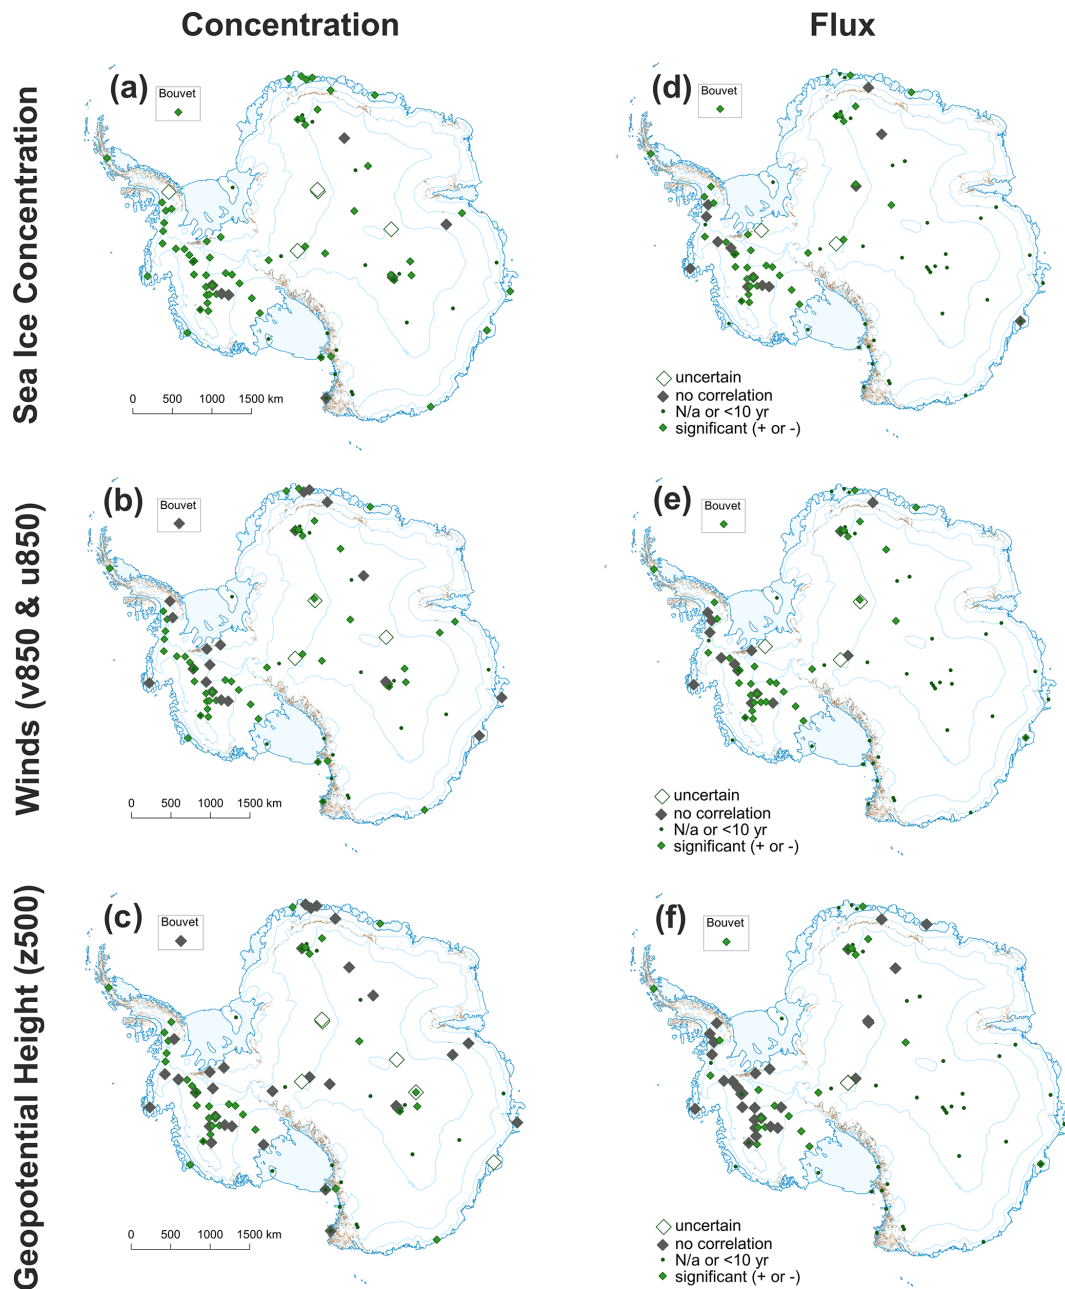 Concentration
Flux
Sea Ice Concentration
(a)
Bouvet
0 500 1000 1500 km
(d)
Bouvet
uncertain
no correlation
N/a or <10 yr
significant (+ or -)
Winds (v850 & u850)
(b)
Bouvet
0 500 1000 1500 km
(e)
Bouvet
uncertain
no correlation
N/a or <10 yr
significant (+ or -)
Geopotential Height (z500)
(c)
Bouvet
0 500 1000 1500 km
(f)
Bouvet
uncertain
no correlation
N/a or <10 yr
significant (+ or -)